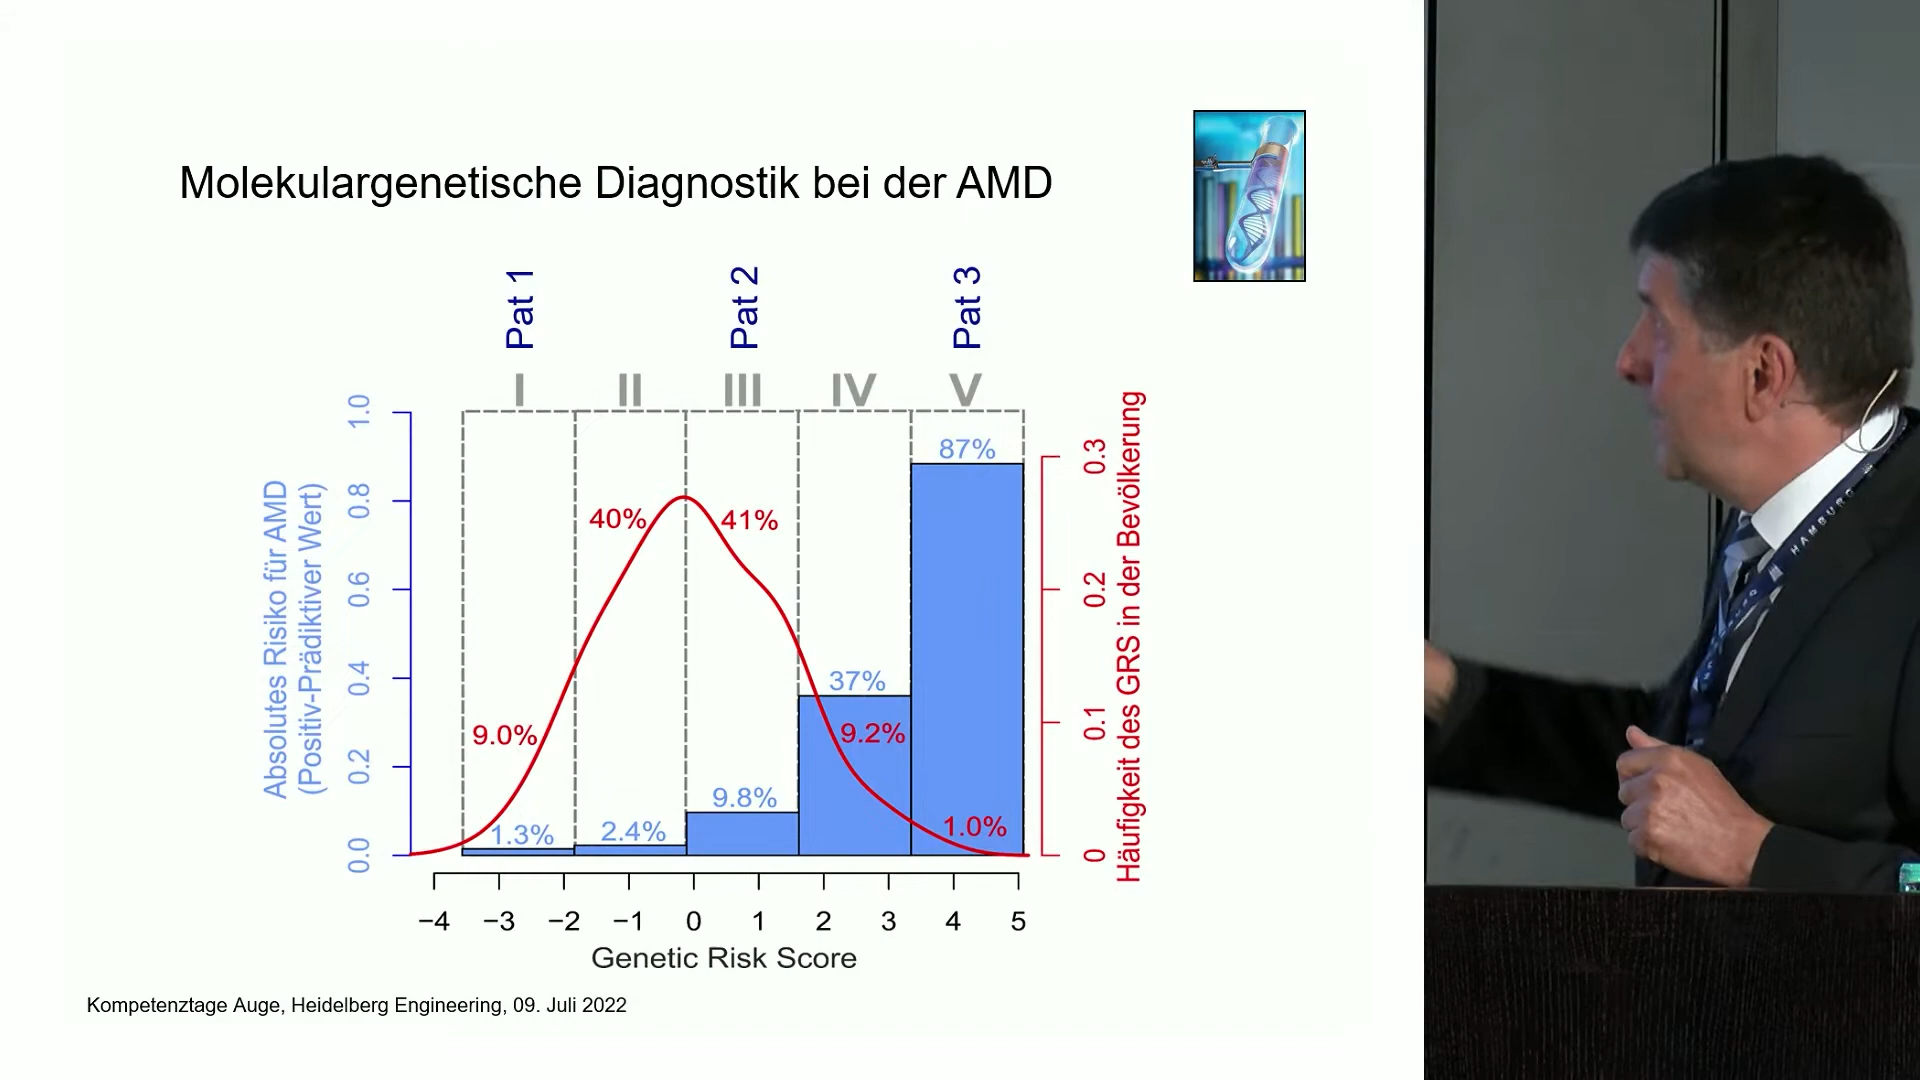 Molekulargenetische Diagnostik bei der AMD
Pat 1
Pat 2
Pat 3
I
II
III
IV
V
Absolutes Risiko für AMD
(Positiv-Prädiktiver Wert)
1.0
0.8
0.6
0.4
0.2
0.0
87%
40%
41%
37%
9.0%
9.2%
9.8%
1.3%
2.4%
1.0%
0.3
0.2
0.1
0
Häufigkeit des GRS in der Bevölkerung
−4 −3 −2 −1 0 1 2 3 4 5
Genetic Risk Score
Kompetenztage Auge, Heidelberg Engineering, 09. Juli 2022
HAMBURG